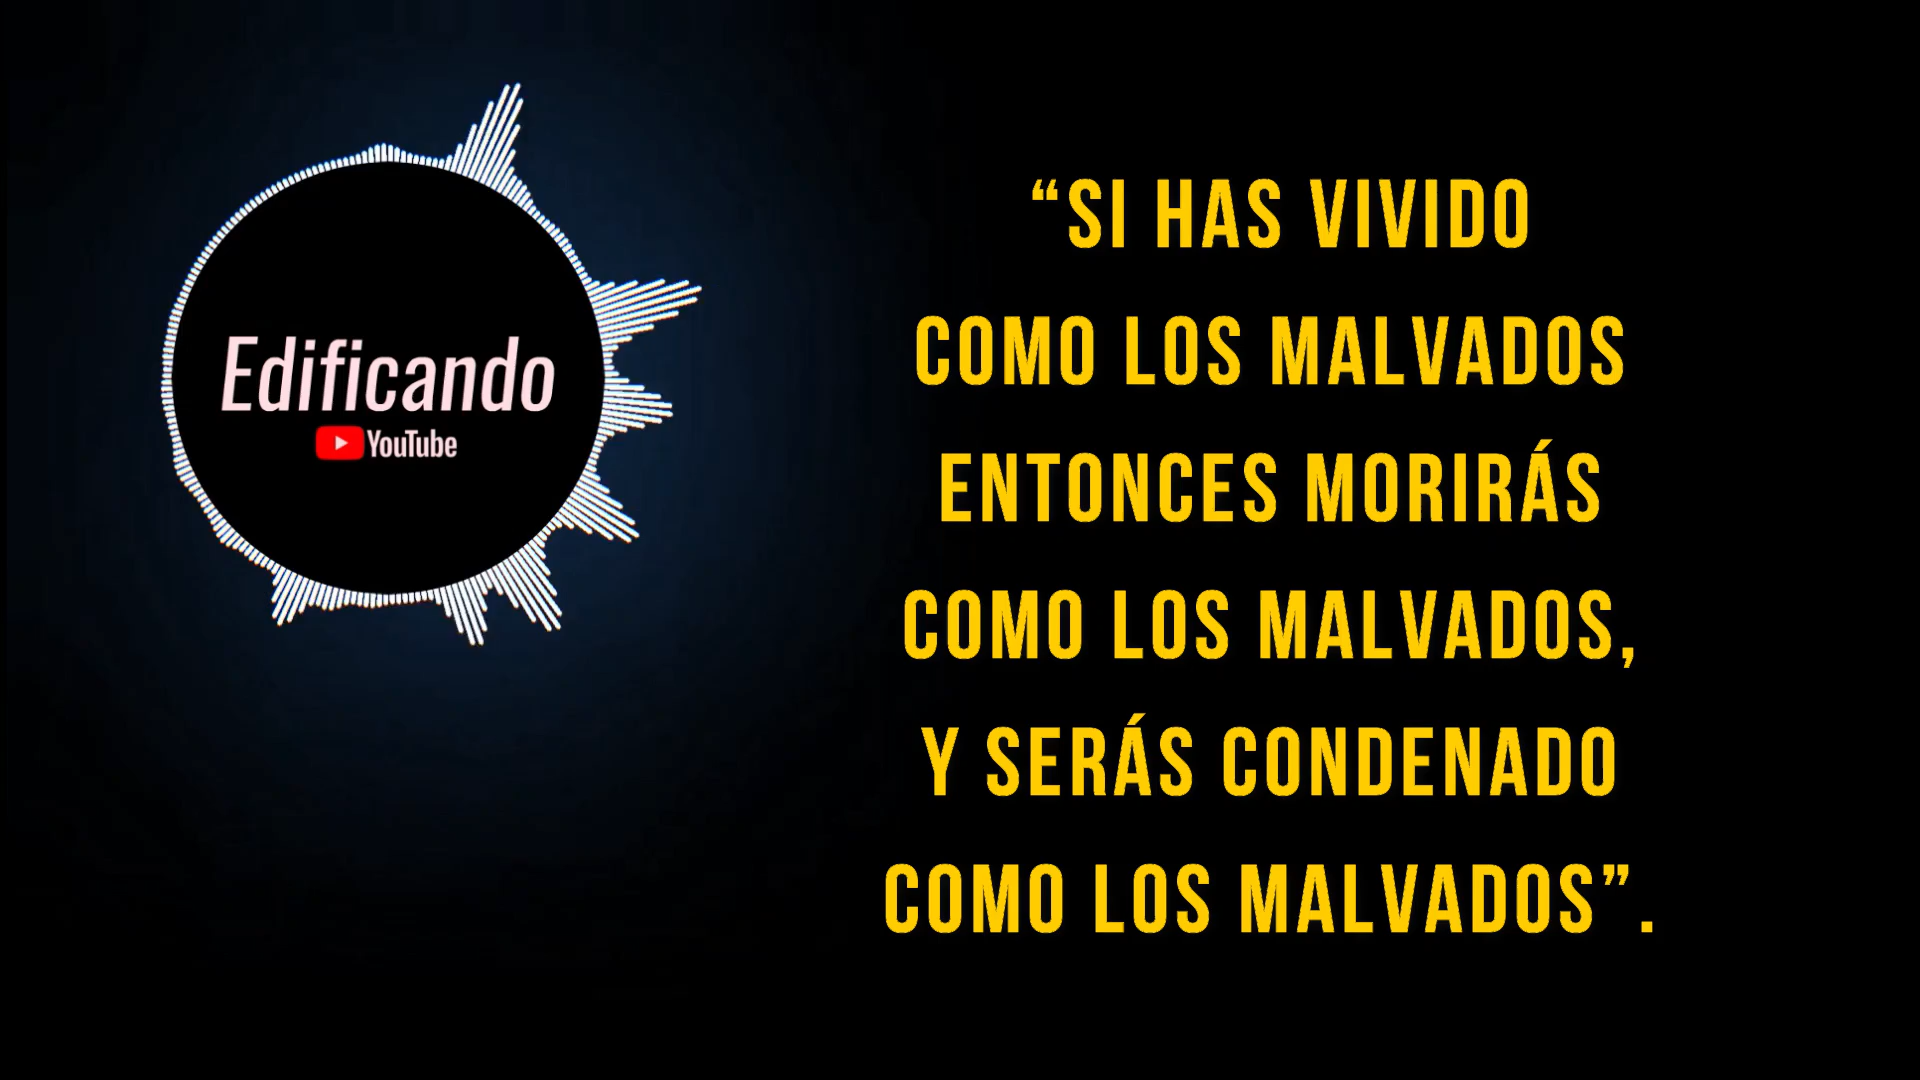 Edificando
YouTube
“SI HAS VIVIDO
COMO LOS MALVADOS
ENTONCES MORIRÁS
COMO LOS MALVADOS,
Y SERÁS CONDENADO
COMO LOS MALVADOS”.